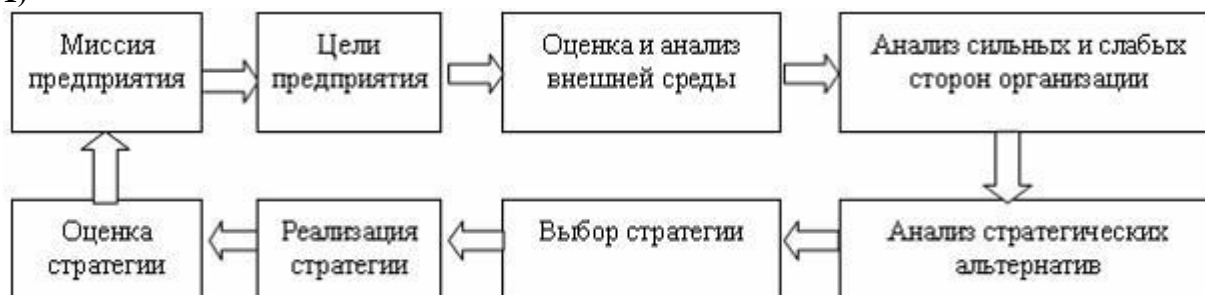 1)
Миссия
предприятия
Цели
предприятия
Оценка и анализ
внешней среды
Анализ сильных и слабых
сторон организации
Оценка
стратегии
Реализация
стратегии
Выбор стратегии
Анализ стратегических
альтернатив